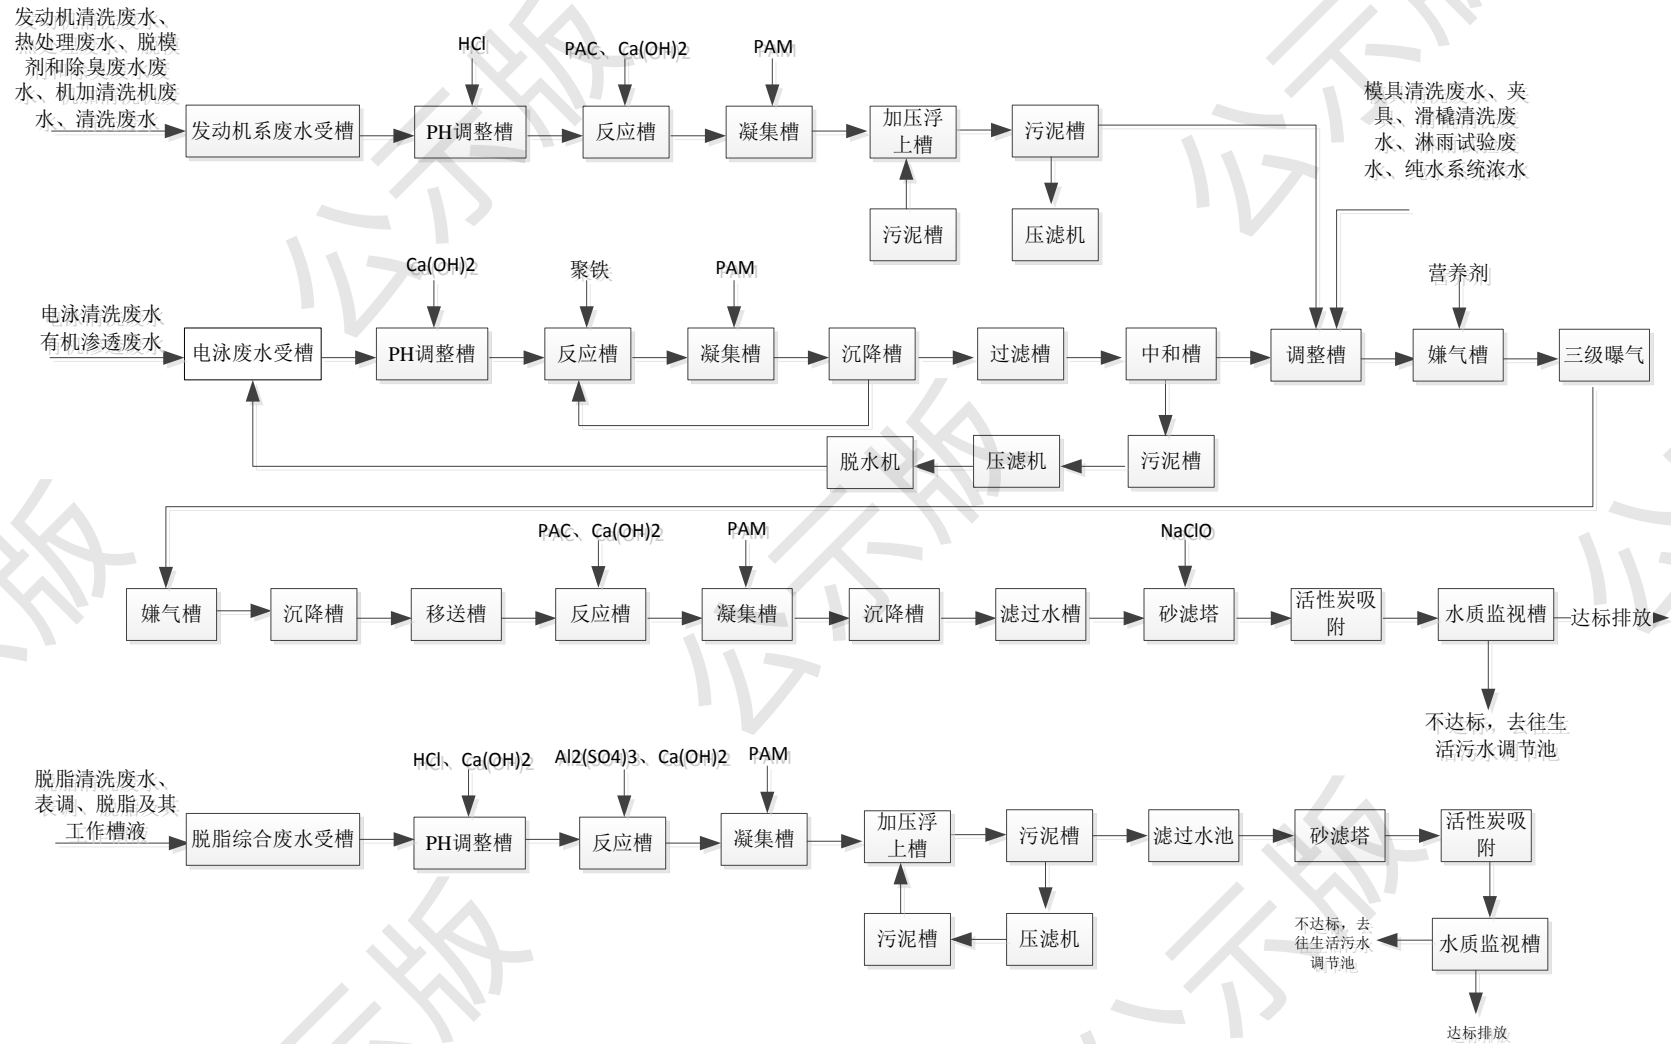 发动机清洗废水、
热处理废水、脱模
剂和除臭废水废
水、机加清洗机废
水、清洗废水
HCl
PAC、Ca(OH)2
PAM
发动机系废水受槽
PH调整槽
反应槽
凝集槽
加压浮
上槽
污泥槽
污泥槽
压滤机
模具清洗废水、夹
具、滑橇清洗废
水、淋雨试验废
水、纯水系统浓水
电泳清洗废水
有机渗透废水
Ca(OH)2
聚铁
PAM
营养剂
电泳废水受槽
PH调整槽
反应槽
凝集槽
沉降槽
过滤槽
中和槽
调整槽
嫌气槽
三级曝气
脱水机
压滤机
污泥槽
PAC、Ca(OH)2
PAM
NaClO
嫌气槽
沉降槽
移送槽
反应槽
凝集槽
沉降槽
滤过水槽
砂滤塔
活性炭吸
附
水质监视槽
达标排放
不达标，去往生
活污水调节池
脱脂清洗废水、
表调、脱脂及其
工作槽液
HCl、Ca(OH)2
Al2(SO4)3、Ca(OH)2
PAM
脱脂综合废水受槽
PH调整槽
反应槽
凝集槽
加压浮
上槽
污泥槽
滤过水池
砂滤塔
活性炭吸
附
污泥槽
压滤机
不达标，去
往生活污水
调节池
水质监视槽
达标排放
公示版
公示版
公示版
公示版
公示版